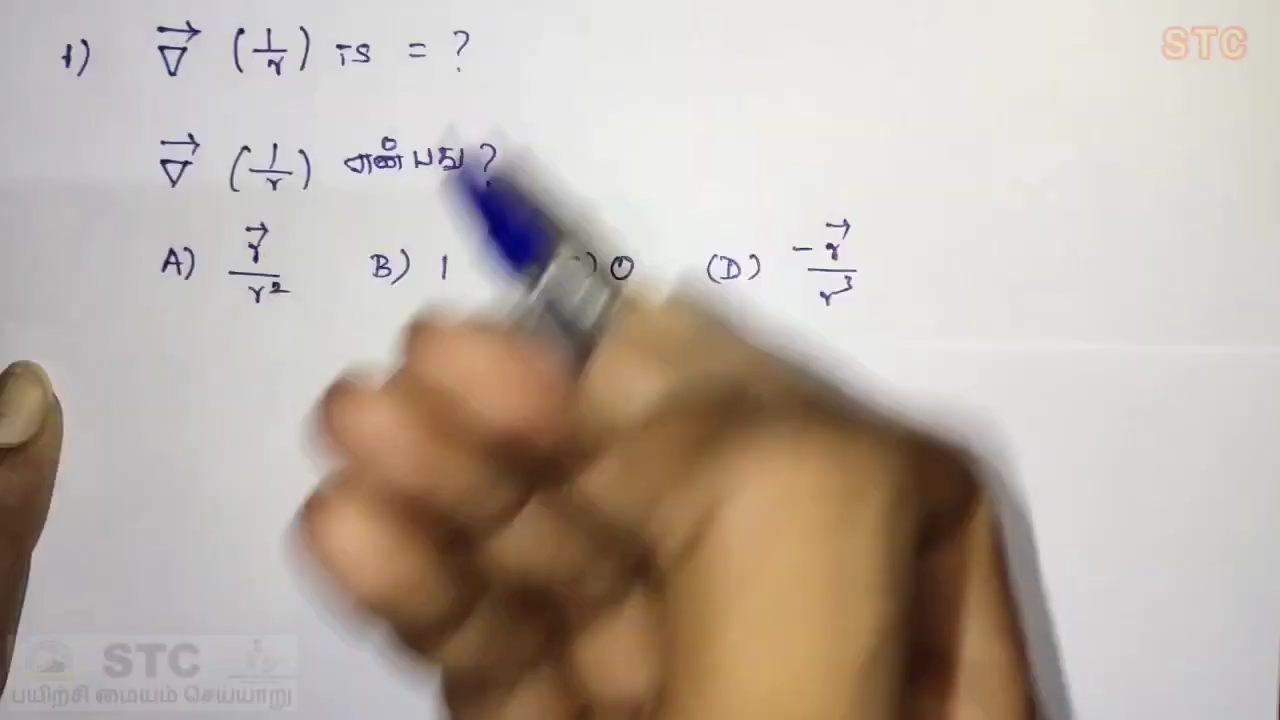 STC
1) ∇⃗ (1/r) is = ?
∇⃗ (1/r) என்பது ?
A) r⃗/r² B) 1 C) 0 (D) -r⃗/r³
STC
பயிற்சி மையம் செய்யாறு